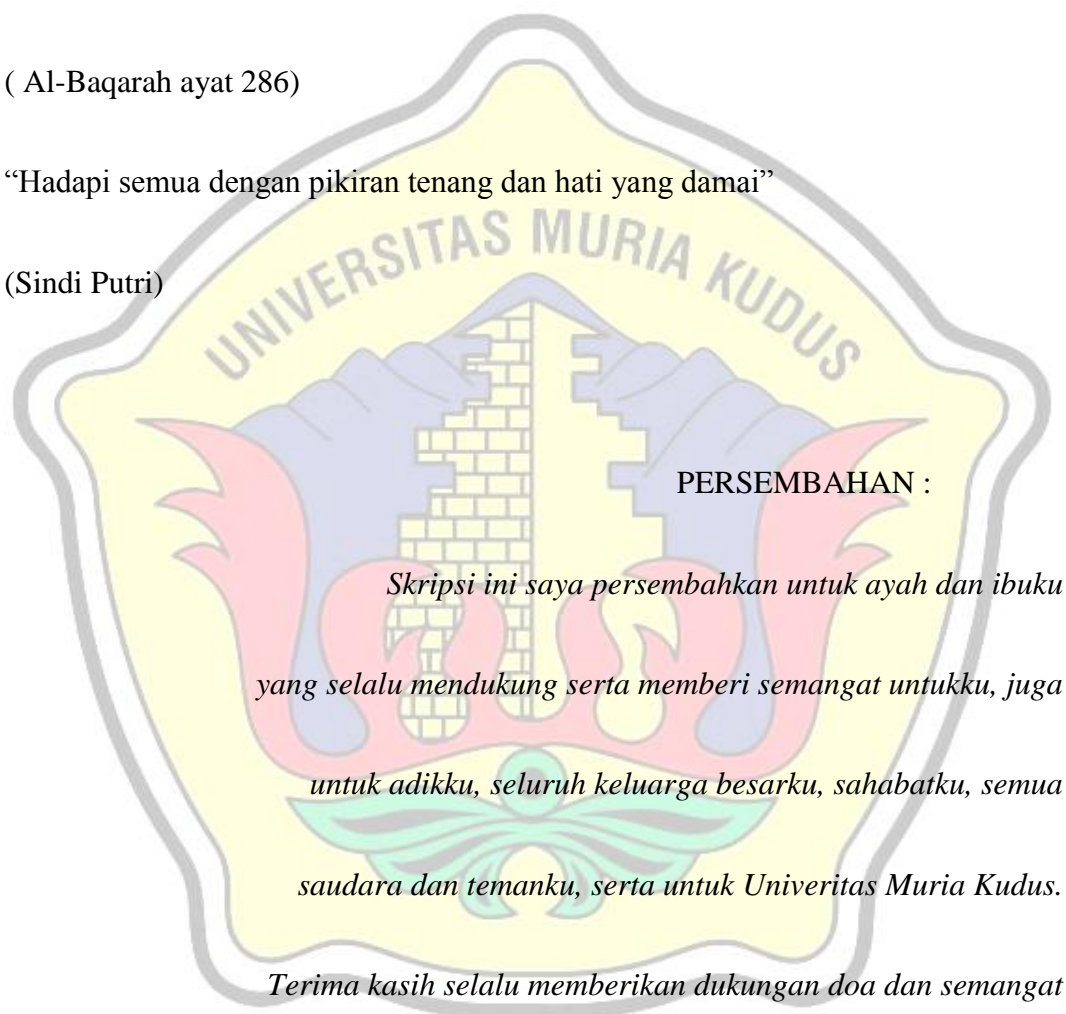 ( Al-Baqarah ayat 286)
“Hadapi semua dengan pikiran tenang dan hati yang damai”
(Sindi Putri)
UNIVERSITAS MURIA KUDUS
PERSEMBAHAN :
Skripsi ini saya persembahkan untuk ayah dan ibuku
yang selalu mendukung serta memberi semangat untukku, juga
untuk adikku, seluruh keluarga besarku, sahabatku, semua
saudara dan temanku, serta untuk Univeritas Muria Kudus.
Terima kasih selalu memberikan dukungan doa dan semangat